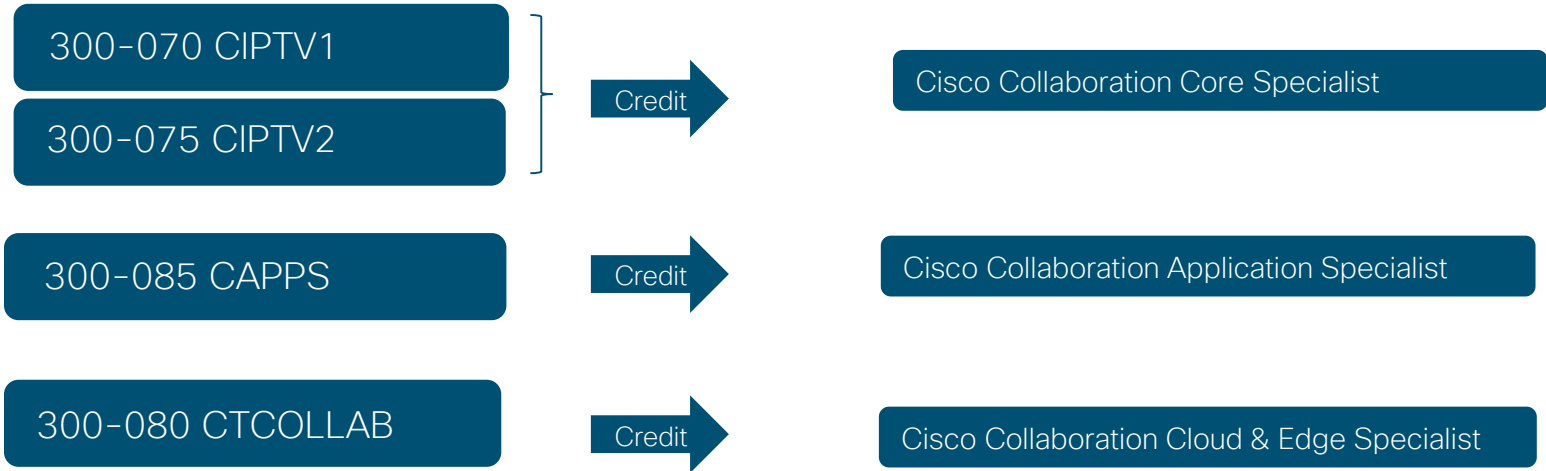 300-070 CIPTV1
300-075 CIPTV2
Credit
Cisco Collaboration Core Specialist
300-085 CAPPS
Credit
Cisco Collaboration Application Specialist
300-080 CTCOLLAB
Credit
Cisco Collaboration Cloud & Edge Specialist